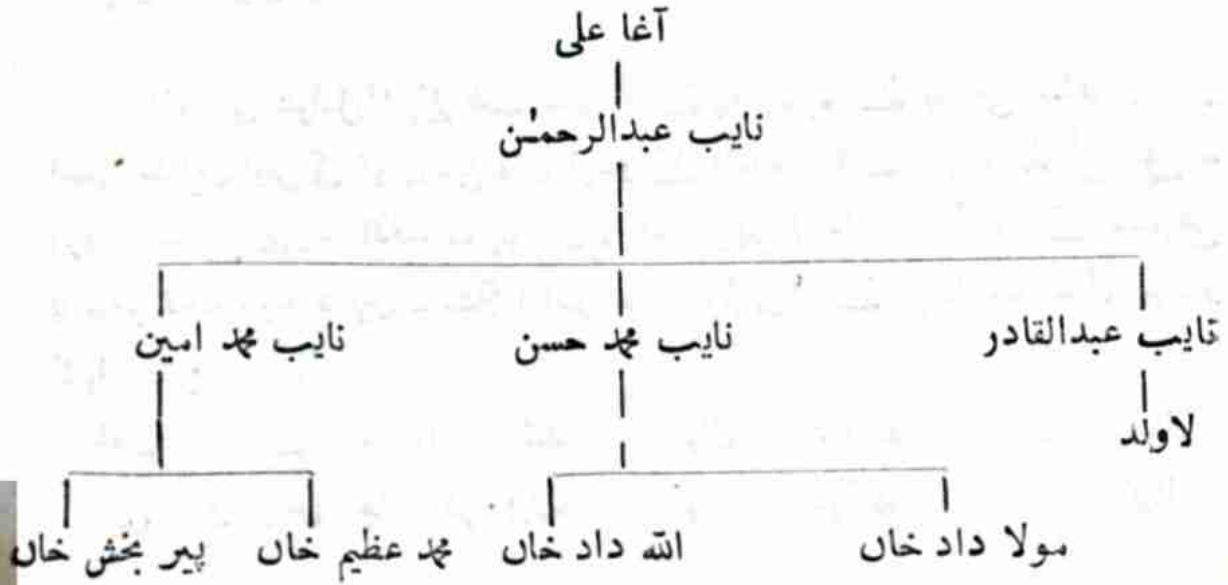 آغا علی
نایب عبدالرحمٰن
نایب عبدالقادر نایب محمد حسن نایب محمد امین
لاولد
مولا داد خاں اللہ داد خاں محمد عظیم خاں پیر بخش خاں